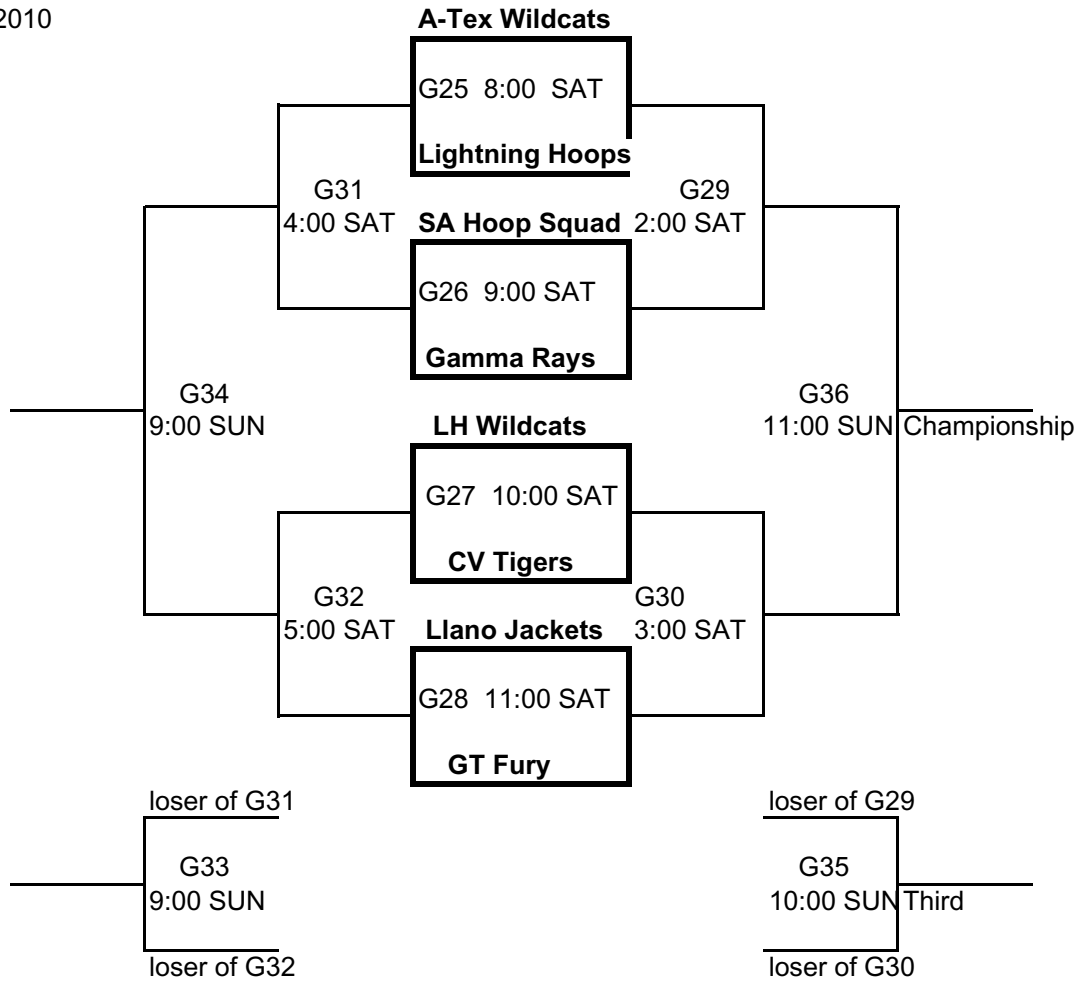 2010
A-Tex Wildcats
G25 8:00 SAT
Lightning Hoops
G31
G29
4:00 SAT
SA Hoop Squad
2:00 SAT
G26 9:00 SAT
Gamma Rays
G34
G36
9:00 SUN
LH Wildcats
11:00 SUN Championship
G27 10:00 SAT
CV Tigers
G32
G30
5:00 SAT
Llano Jackets
3:00 SAT
G28 11:00 SAT
GT Fury
loser of G31
loser of G29
G33
G35
9:00 SUN
10:00 SUN Third
loser of G32
loser of G30